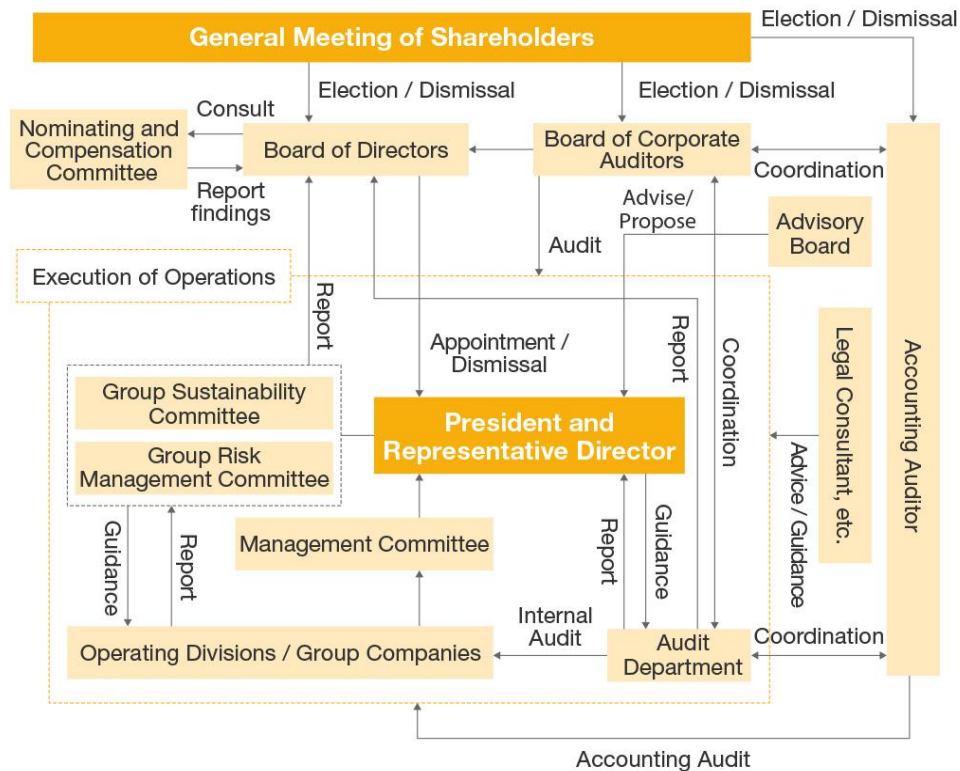 Election / Dismissal
General Meeting of Shareholders
Election / Dismissal
Election / Dismissal
Consult
Nominating and
Compensation
Committee
Board of Directors
Board of Corporate
Auditors
Coordination
Report
findings
Advise/
Propose
Advisory
Board
Audit
Execution of Operations
Report
Appointment /
Dismissal
Report
Coordination
Legal Consultant, etc.
Accounting Auditor
Group Sustainability
Committee
President and
Representative Director
Group Risk
Management Committee
Advice / Guidance
Guidance
Report
Management Committee
Report
Guidance
Internal
Audit
Operating Divisions / Group Companies
Audit
Department
Coordination
Accounting Audit